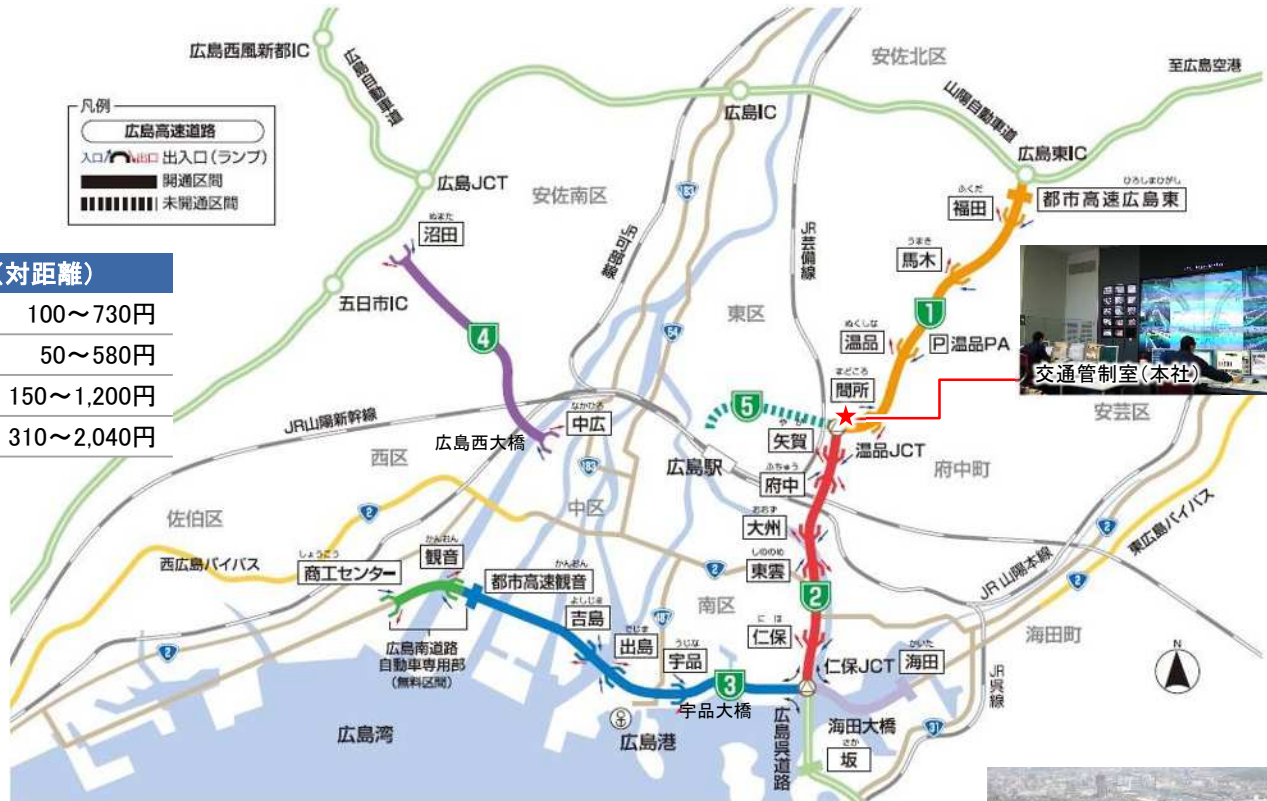 広島西風新都IC
広島自動車道
安佐北区
至広島空港
凡例
広島高速道路
入口/出口 出入口(ランプ)
開通区間
未開通区間
広島IC
山陽自動車道
広島東IC
広島JCT
安佐南区
183
JR可部線
JR芸備線
ふくだ
福田
ひろしまひがし
都市高速広島東
ぬまた
沼田
うまき
馬木
(対距離)
100~730円
50~580円
150~1,200円
310~2,040円
五日市IC
4
54
東区
1
ぬくしな
温品
P 温品PA
まどころ
間所
交通管制室(本社)
安芸区
5
JR山陽新幹線
なかひろ
中広
広島西大橋
西区
183
広島駅
やが
矢賀
温品JCT
ふちゅう
府中
府中町
佐伯区
2
中区
おおず
大州
2
東広島バイパス
西広島バイパス
しょうこう
商工センター
かんおん
観音
かんおん
都市高速観音
しののめ
東雲
2
2
JR山陽本線
2
よしじま
吉島
南区
487
でじま
出島
うじな
宇品
にほ
仁保
海田町
2
広島南道路
自動車専用部
(無料区間)
仁保JCT
かいた
海田
JR呉線
N
3
宇品大橋
広島湾
広島港
広島呉道路
海田大橋
31
さか
坂